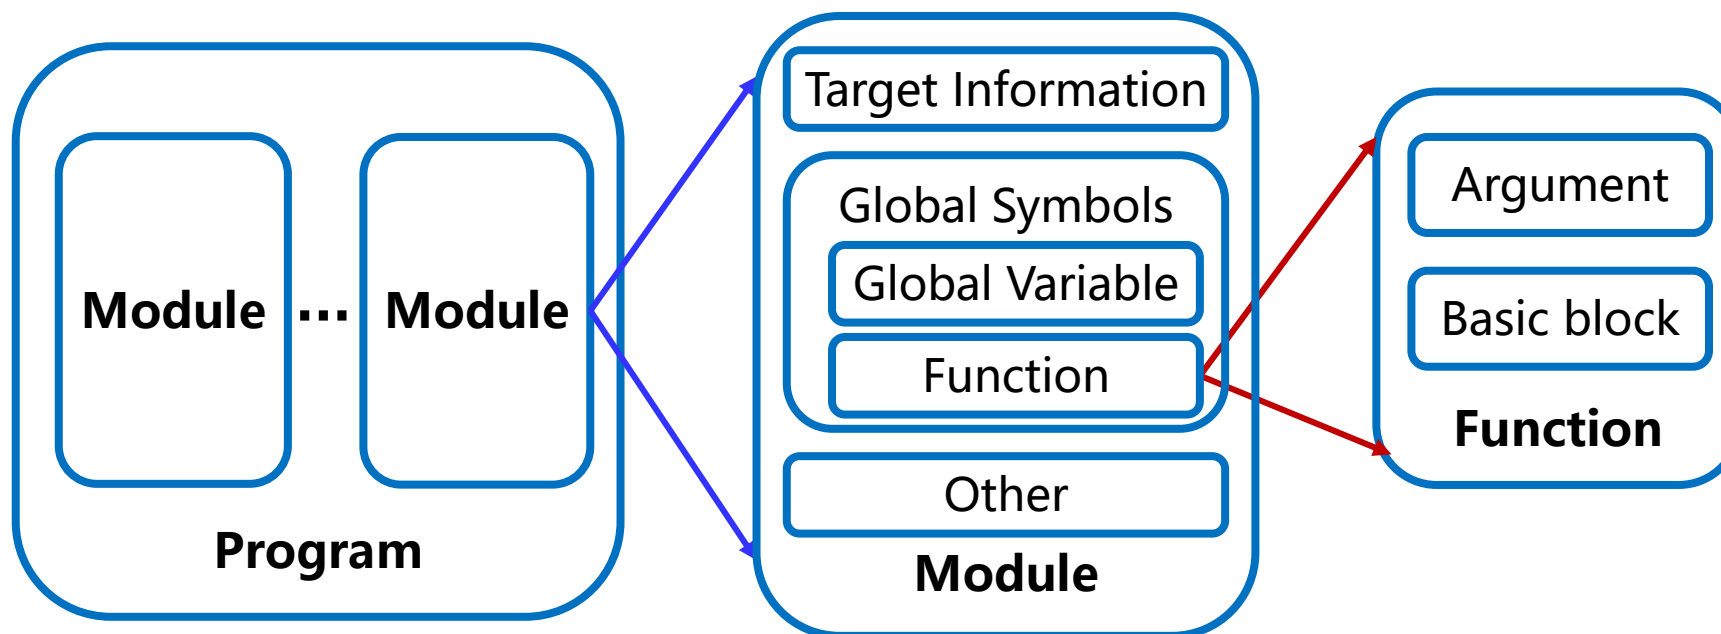 Module ... Module
Program
Target Information
Global Symbols
Global Variable
Function
Other
Module
Argument
Basic block
Function